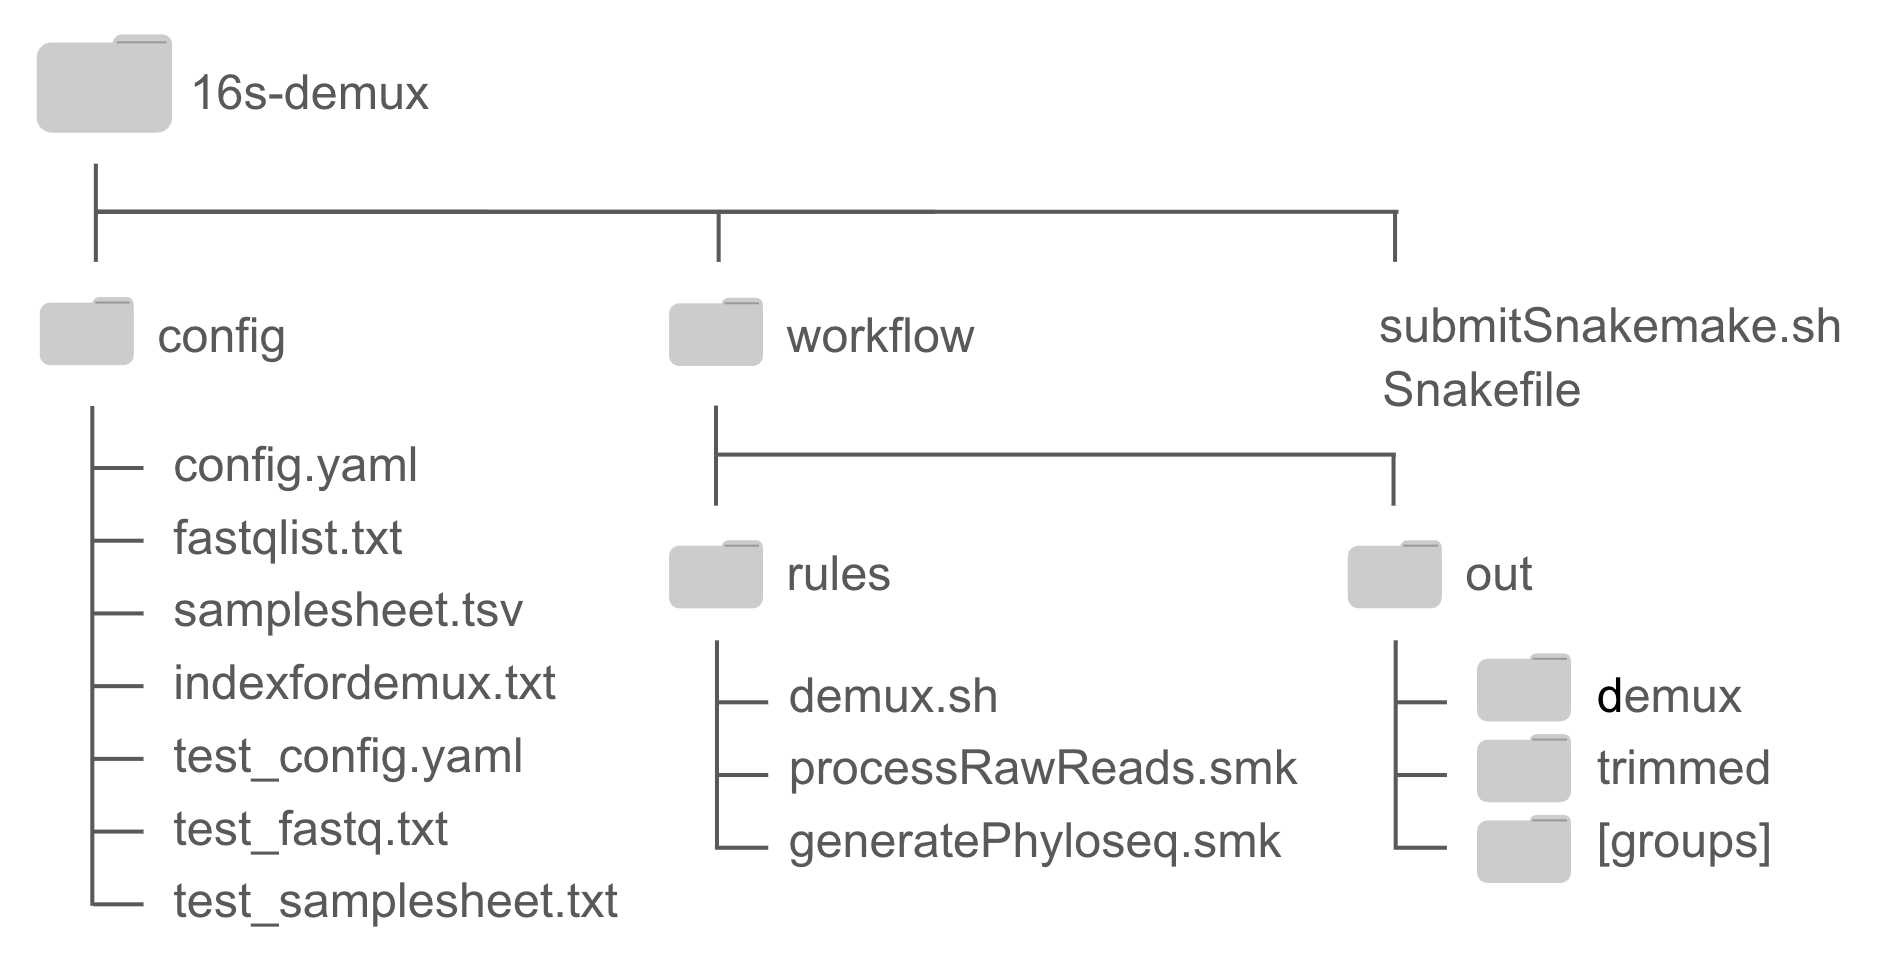 16s-demux
config
workflow
submitSnakemake.sh
Snakefile
config.yaml
fastqlist.txt
samplesheet.tsv
indexfordemux.txt
test_config.yaml
test_fastq.txt
test_samplesheet.txt
rules
demux.sh
processRawReads.smk
generatePhyloseq.smk
out
demux
trimmed
[groups]